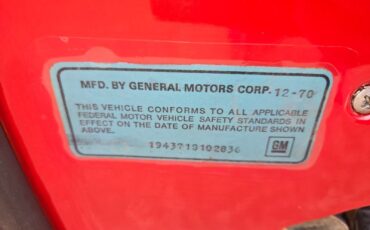 MFD. BY GENERAL MOTORS CORP. 12-70
THIS VEHICLE CONFORMS TO ALL APPLICABLE
FEDERAL MOTOR VEHICLE SAFETY STANDARDS IN
EFFECT ON THE DATE OF MANUFACTURE SHOWN
ABOVE.
194371S102836
GM